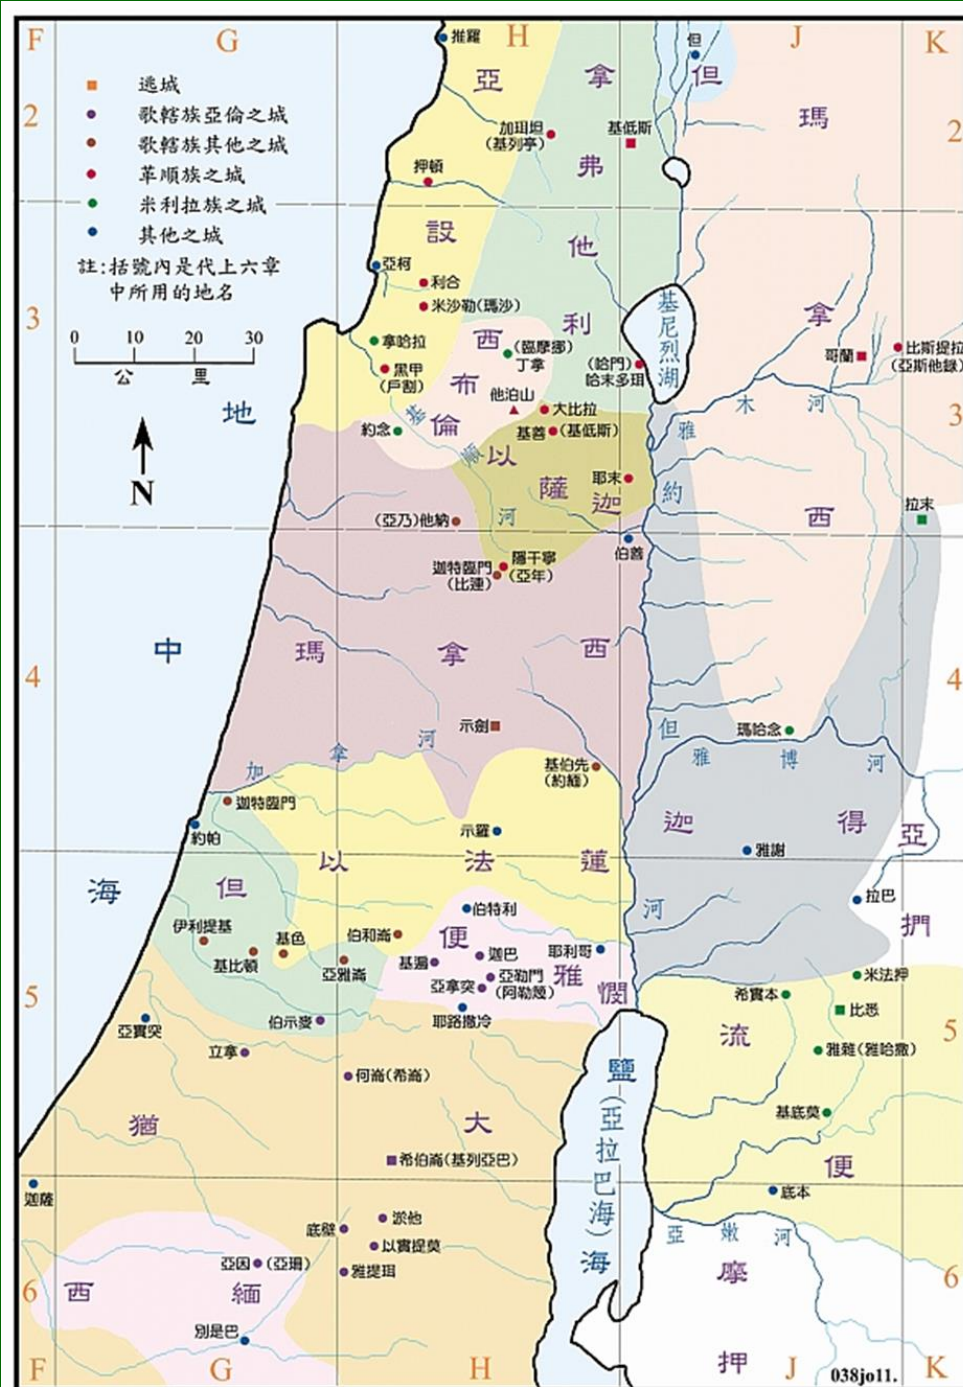 F
G
H
J
K
推羅
但
亞
拿
但
瑪
逃城
歌轄族亞倫之城
歌轄族其他之城
革順族之城
米利拉族之城
其他之城
註:括號內是代上六章
中所用的地名
0 10 20 30
公 里
N
2
加珥坦
(基列亭)
基低斯
2
弗
押頓
設
他
亞柯
利合
米沙勒(瑪沙)
3
利
基尼烈湖
拿
拿哈拉
西
(臨摩挪)
丁拿
(哈門)
哈末多珥
哥蘭
比斯提拉
(亞斯他錄)
黑甲
(戶割)
布
他泊山
大比拉
木 河
雅
3
地
基
順
河
約念
倫
基善
(基低斯)
以
薩
迦
耶末
約
拉末
西
(亞乃)他納
伯善
迦特臨門
(比連)
隱干寧
(亞年)
中
4
瑪
拿
西
4
示劍
但
瑪哈念
雅 博 河
加 拿 河
基伯先
(約緬)
迦特臨門
約帕
示羅
迦
得
亞
雅謝
海
但
以
法
蓮
拉巴
伯特利
河
捫
伊利提基
基比頓
基色
伯和崙
亞雅崙
便
雅
憫
基遍
迦巴
耶利哥
亞拿突
亞勒門
(阿勒篾)
米法押
5
希實本
比悉
5
亞實突
伯示麥
耶路撒冷
流
立拿
雅雜(雅哈撒)
何崙(希崙)
鹽(亞拉巴海)海
基底莫
猶
大
希伯崙(基列亞巴)
便
迦薩
底本
淤他
底壁
以實提莫
亞 嫩 河
亞因
(亞珊)
雅提珥
摩
6
西
緬
6
別是巴
押
F
G
H
J
K
038jo11.